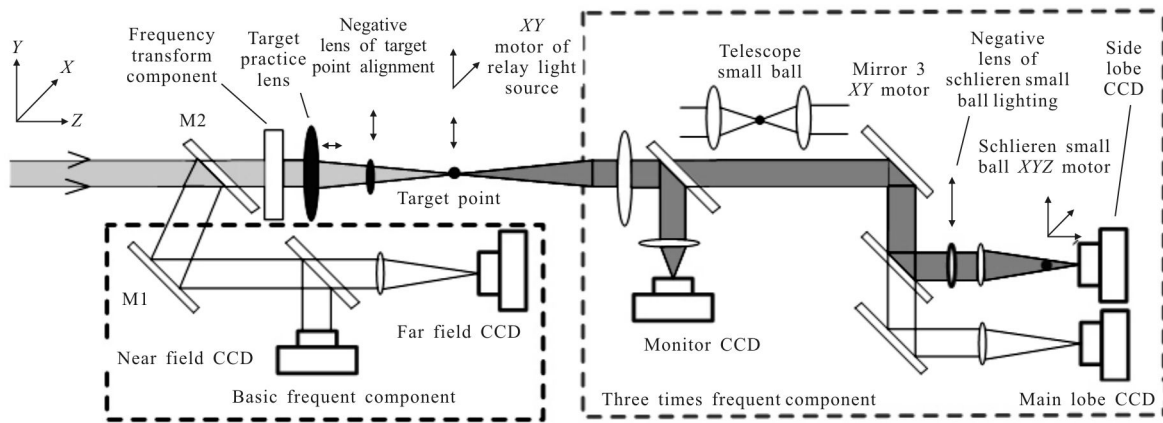 Y
X
Z
Frequency
transform
component
Target
practice
lens
Negative
lens of target
point alignment
XY
motor of
relay light
source
Telescope
small ball
Mirror 3
XY motor
Negative
lens of
schlieren small
ball lighting
Side
lobe
CCD
Schlieren small
ball XYZ motor
M2
Target point
M1
Far field CCD
Near field CCD
Basic frequent component
Monitor CCD
Three times frequent component
Main lobe CCD